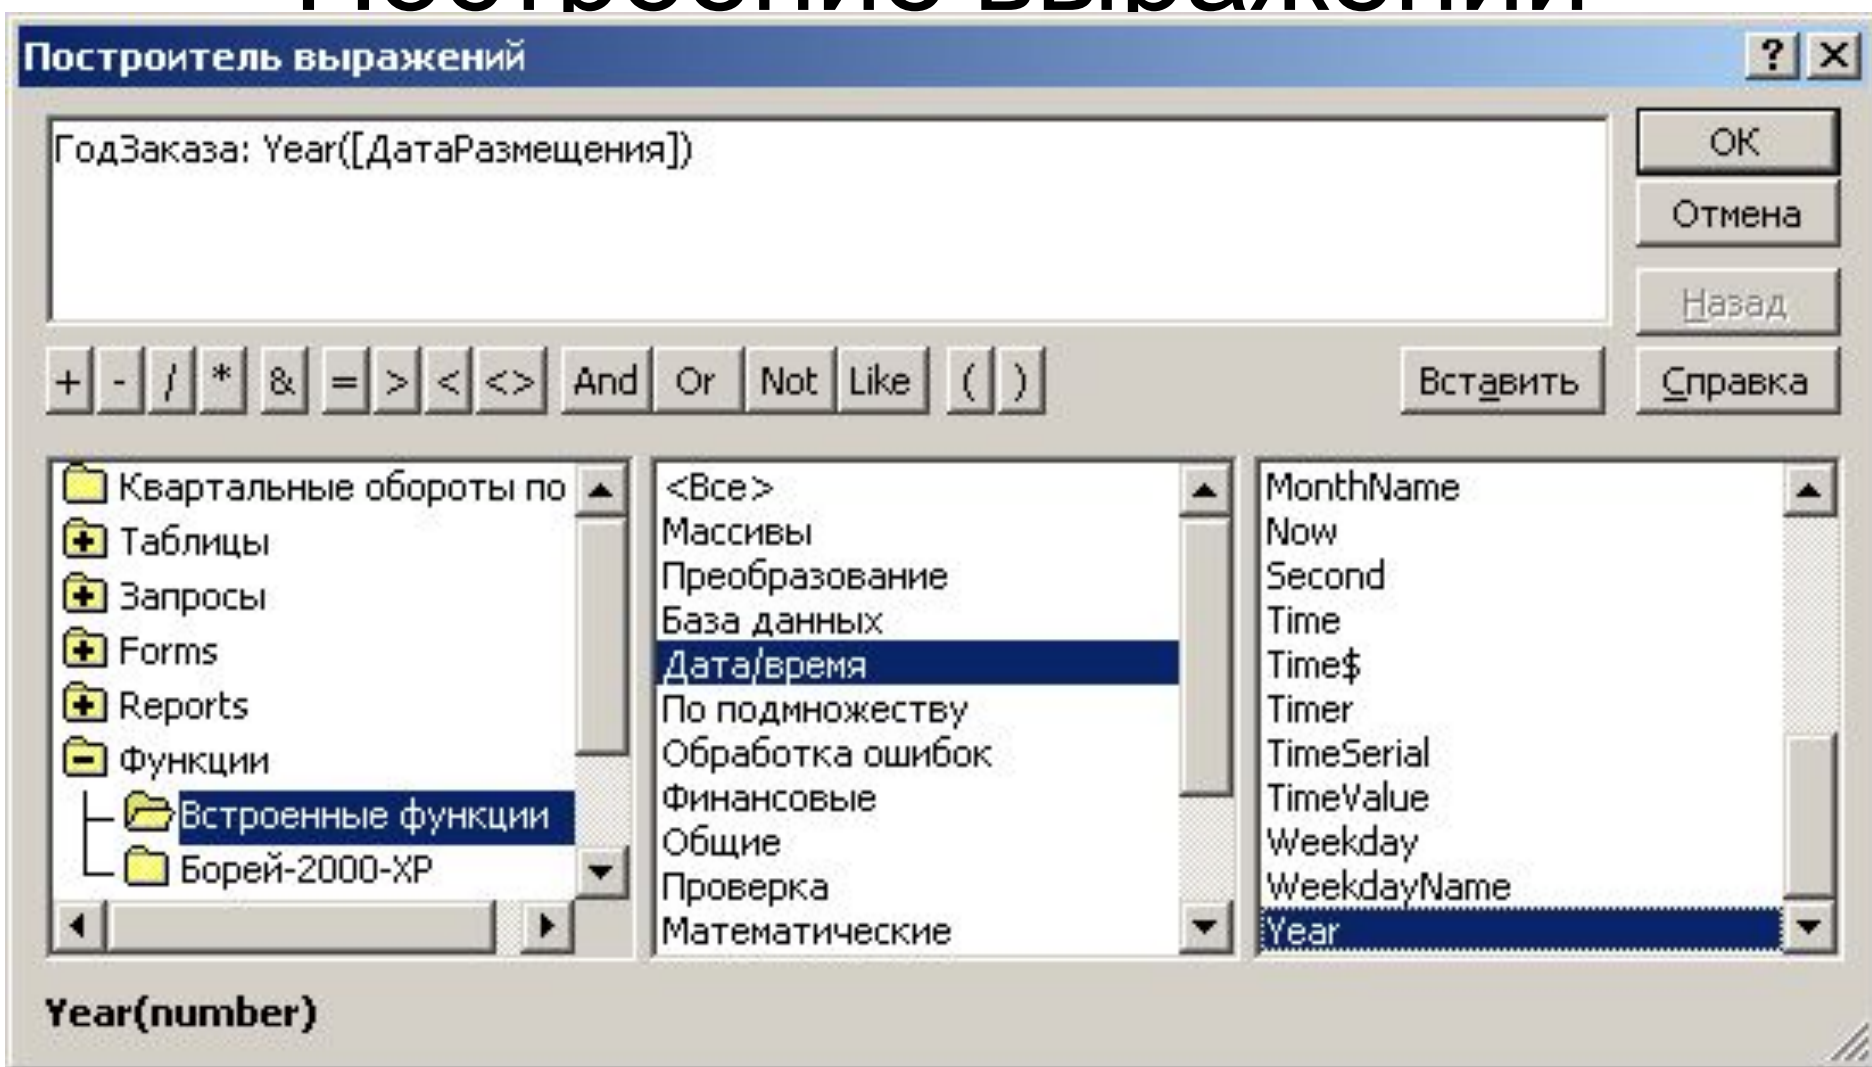 Построение выражений
Построитель выражений
ГодЗаказа: Year([ДатаРазмещения])
OK
Отмена
Назад
+ - / * & = > < <> And Or Not Like ( ) Вставить Справка
Квартальные обороты по
Таблицы
Запросы
Forms
Reports
Функции
Встроенные функции
Борей-2000-XP
<Все>
Массивы
Преобразование
База данных
Дата/время
По подмножеству
Обработка ошибок
Финансовые
Общие
Проверка
Математические
MonthName
Now
Second
Time
Time$
Timer
TimeSerial
TimeValue
Weekday
WeekdayName
Year
Year(number)